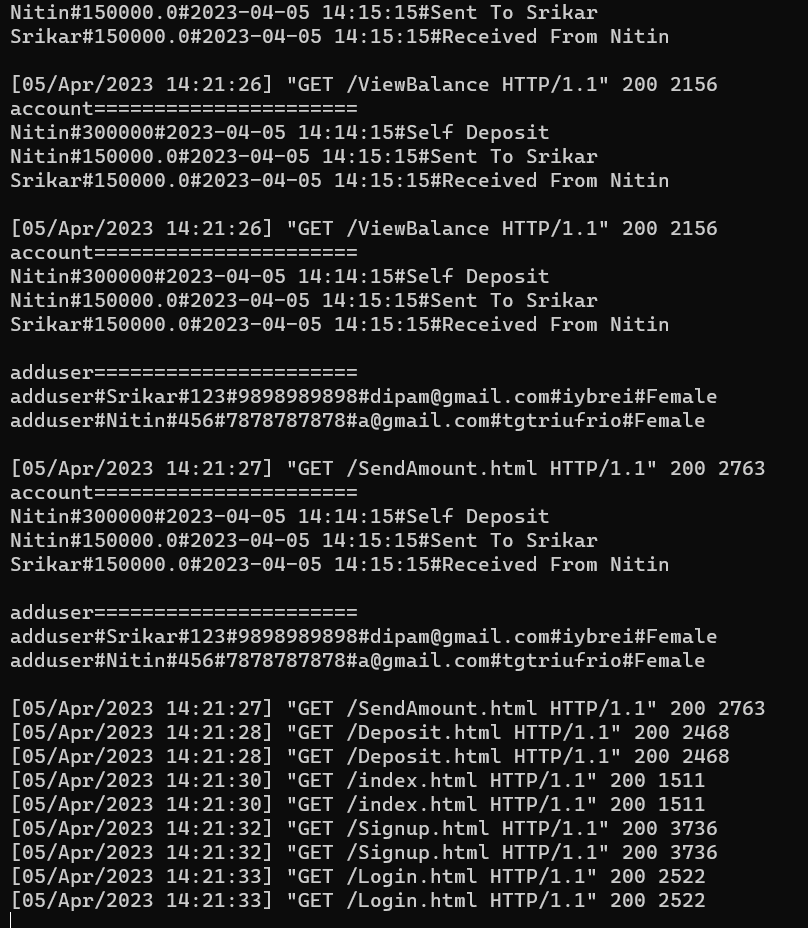 Nitin#150000.0#2023-04-05 14:15:15#Sent To Srikar
Srikar#150000.0#2023-04-05 14:15:15#Received From Nitin
[05/Apr/2023 14:21:26] "GET /ViewBalance HTTP/1.1" 200 2156
account======================
Nitin#300000#2023-04-05 14:14:15#Self Deposit
Nitin#150000.0#2023-04-05 14:15:15#Sent To Srikar
Srikar#150000.0#2023-04-05 14:15:15#Received From Nitin
[05/Apr/2023 14:21:26] "GET /ViewBalance HTTP/1.1" 200 2156
account======================
Nitin#300000#2023-04-05 14:14:15#Self Deposit
Nitin#150000.0#2023-04-05 14:15:15#Sent To Srikar
Srikar#150000.0#2023-04-05 14:15:15#Received From Nitin
adduser======================
adduser#Srikar#123#9898989898#dipam@gmail.com#iybrei#Female
adduser#Nitin#456#7878787878#a@gmail.com#tgtriufrio#Female
[05/Apr/2023 14:21:27] "GET /SendAmount.html HTTP/1.1" 200 2763
account======================
Nitin#300000#2023-04-05 14:14:15#Self Deposit
Nitin#150000.0#2023-04-05 14:15:15#Sent To Srikar
Srikar#150000.0#2023-04-05 14:15:15#Received From Nitin
adduser======================
adduser#Srikar#123#9898989898#dipam@gmail.com#iybrei#Female
adduser#Nitin#456#7878787878#a@gmail.com#tgtriufrio#Female
[05/Apr/2023 14:21:27] "GET /SendAmount.html HTTP/1.1" 200 2763
[05/Apr/2023 14:21:28] "GET /Deposit.html HTTP/1.1" 200 2468
[05/Apr/2023 14:21:28] "GET /Deposit.html HTTP/1.1" 200 2468
[05/Apr/2023 14:21:30] "GET /index.html HTTP/1.1" 200 1511
[05/Apr/2023 14:21:30] "GET /index.html HTTP/1.1" 200 1511
[05/Apr/2023 14:21:32] "GET /Signup.html HTTP/1.1" 200 3736
[05/Apr/2023 14:21:32] "GET /Signup.html HTTP/1.1" 200 3736
[05/Apr/2023 14:21:33] "GET /Login.html HTTP/1.1" 200 2522
[05/Apr/2023 14:21:33] "GET /Login.html HTTP/1.1" 200 2522